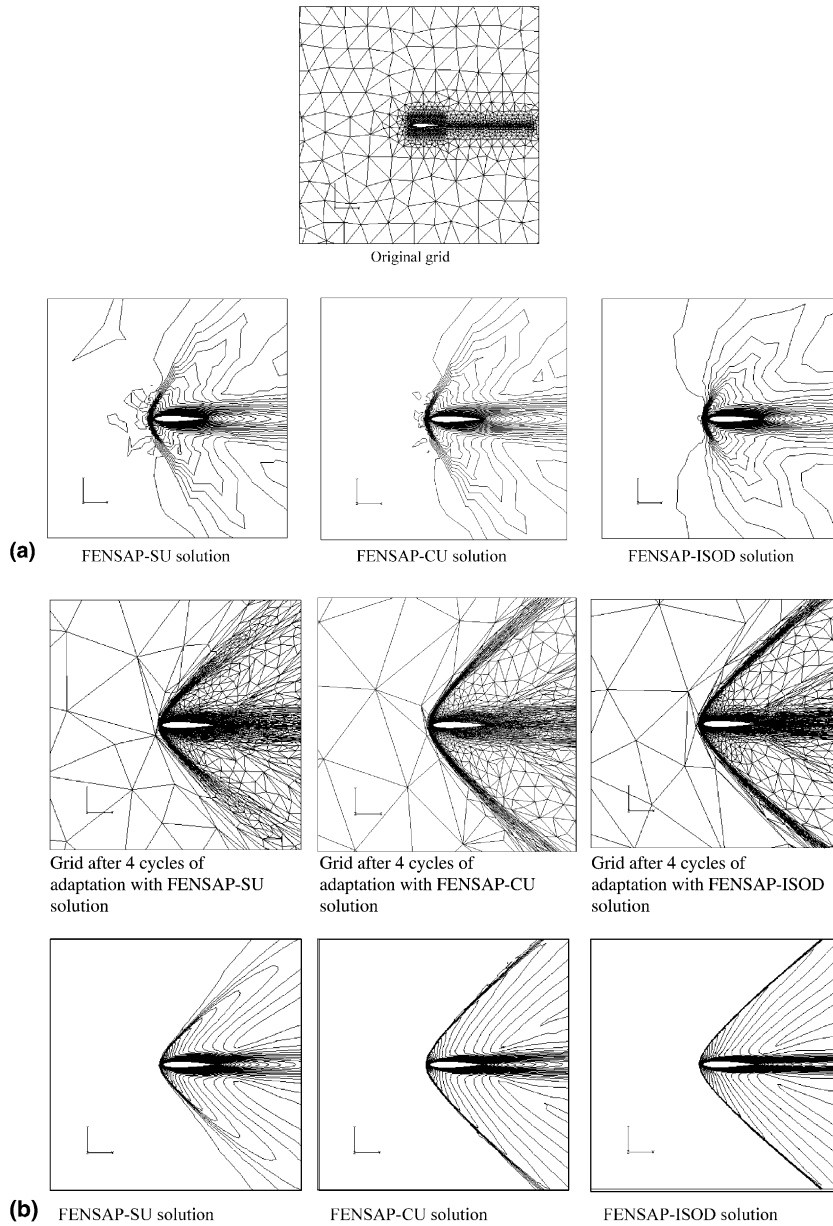 Original grid
(a)
FENSAP-SU solution
FENSAP-CU solution
FENSAP-ISOD solution
Grid after 4 cycles of
adaptation with FENSAP-SU
solution
Grid after 4 cycles of
adaptation with FENSAP-CU
solution
Grid after 4 cycles of
adaptation with FENSAP-ISOD
solution
(b)
FENSAP-SU solution
FENSAP-CU solution
FENSAP-ISOD solution